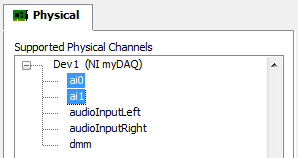 Physical
Supported Physical Channels
Dev1 (NI myDAQ)
ai0
ai1
audioInputLeft
audioInputRight
dmm